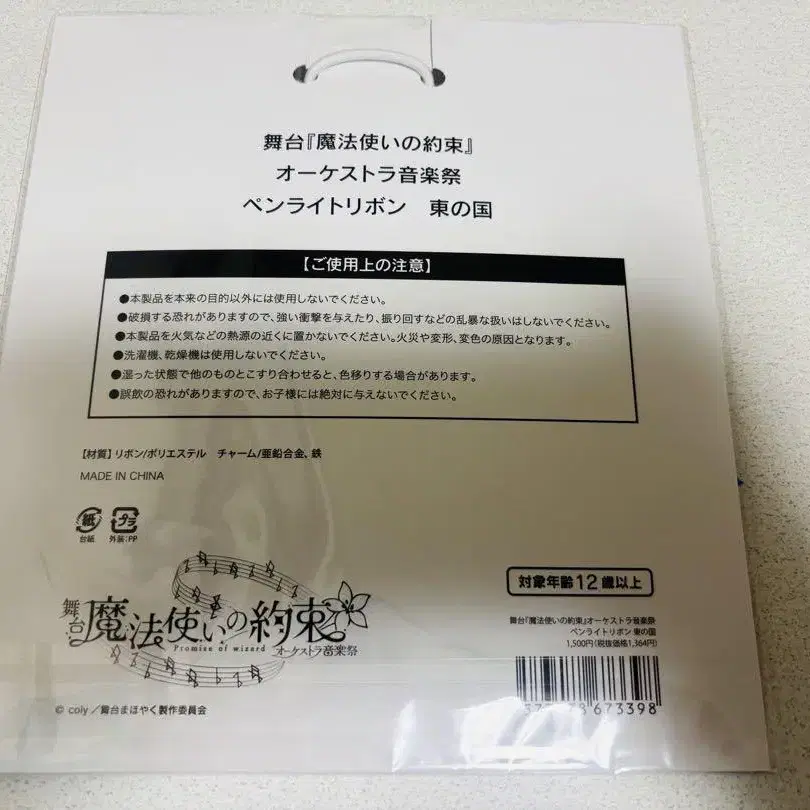 舞台『魔法使いの約束』
オーケストラ音楽祭
ペンライトリボン 東の国
【ご使用上の注意】
●本製品を本来の目的以外には使用しないでください。
●破損する恐れがありますので、強い衝撃を与えたり、振り回すなどの乱暴な扱いはしないでください。
●本製品を火気などの熱源の近くに置かないでください。火災や変形、変色の原因となります。
●洗濯機、乾燥機は使用しないでください。
●湿った状態で他のものとこすり合わせると、色移りする場合があります。
●誤飲の恐れがありますので、お子様には絶対に与えないでください。
【材質】リボン/ポリエステル チャーム/亜鉛合金、鉄
MADE IN CHINA
紙 プラ
台紙 外装:PP
対象年齢12歳以上
舞台 魔法使いの約束
Promise of wizard オーケストラ音楽祭
舞台『魔法使いの約束』オーケストラ音楽祭
ペンライトリボン 東の国
1,500円(税抜価格1,364円)
673398
© coly／舞台まほやく製作委員会